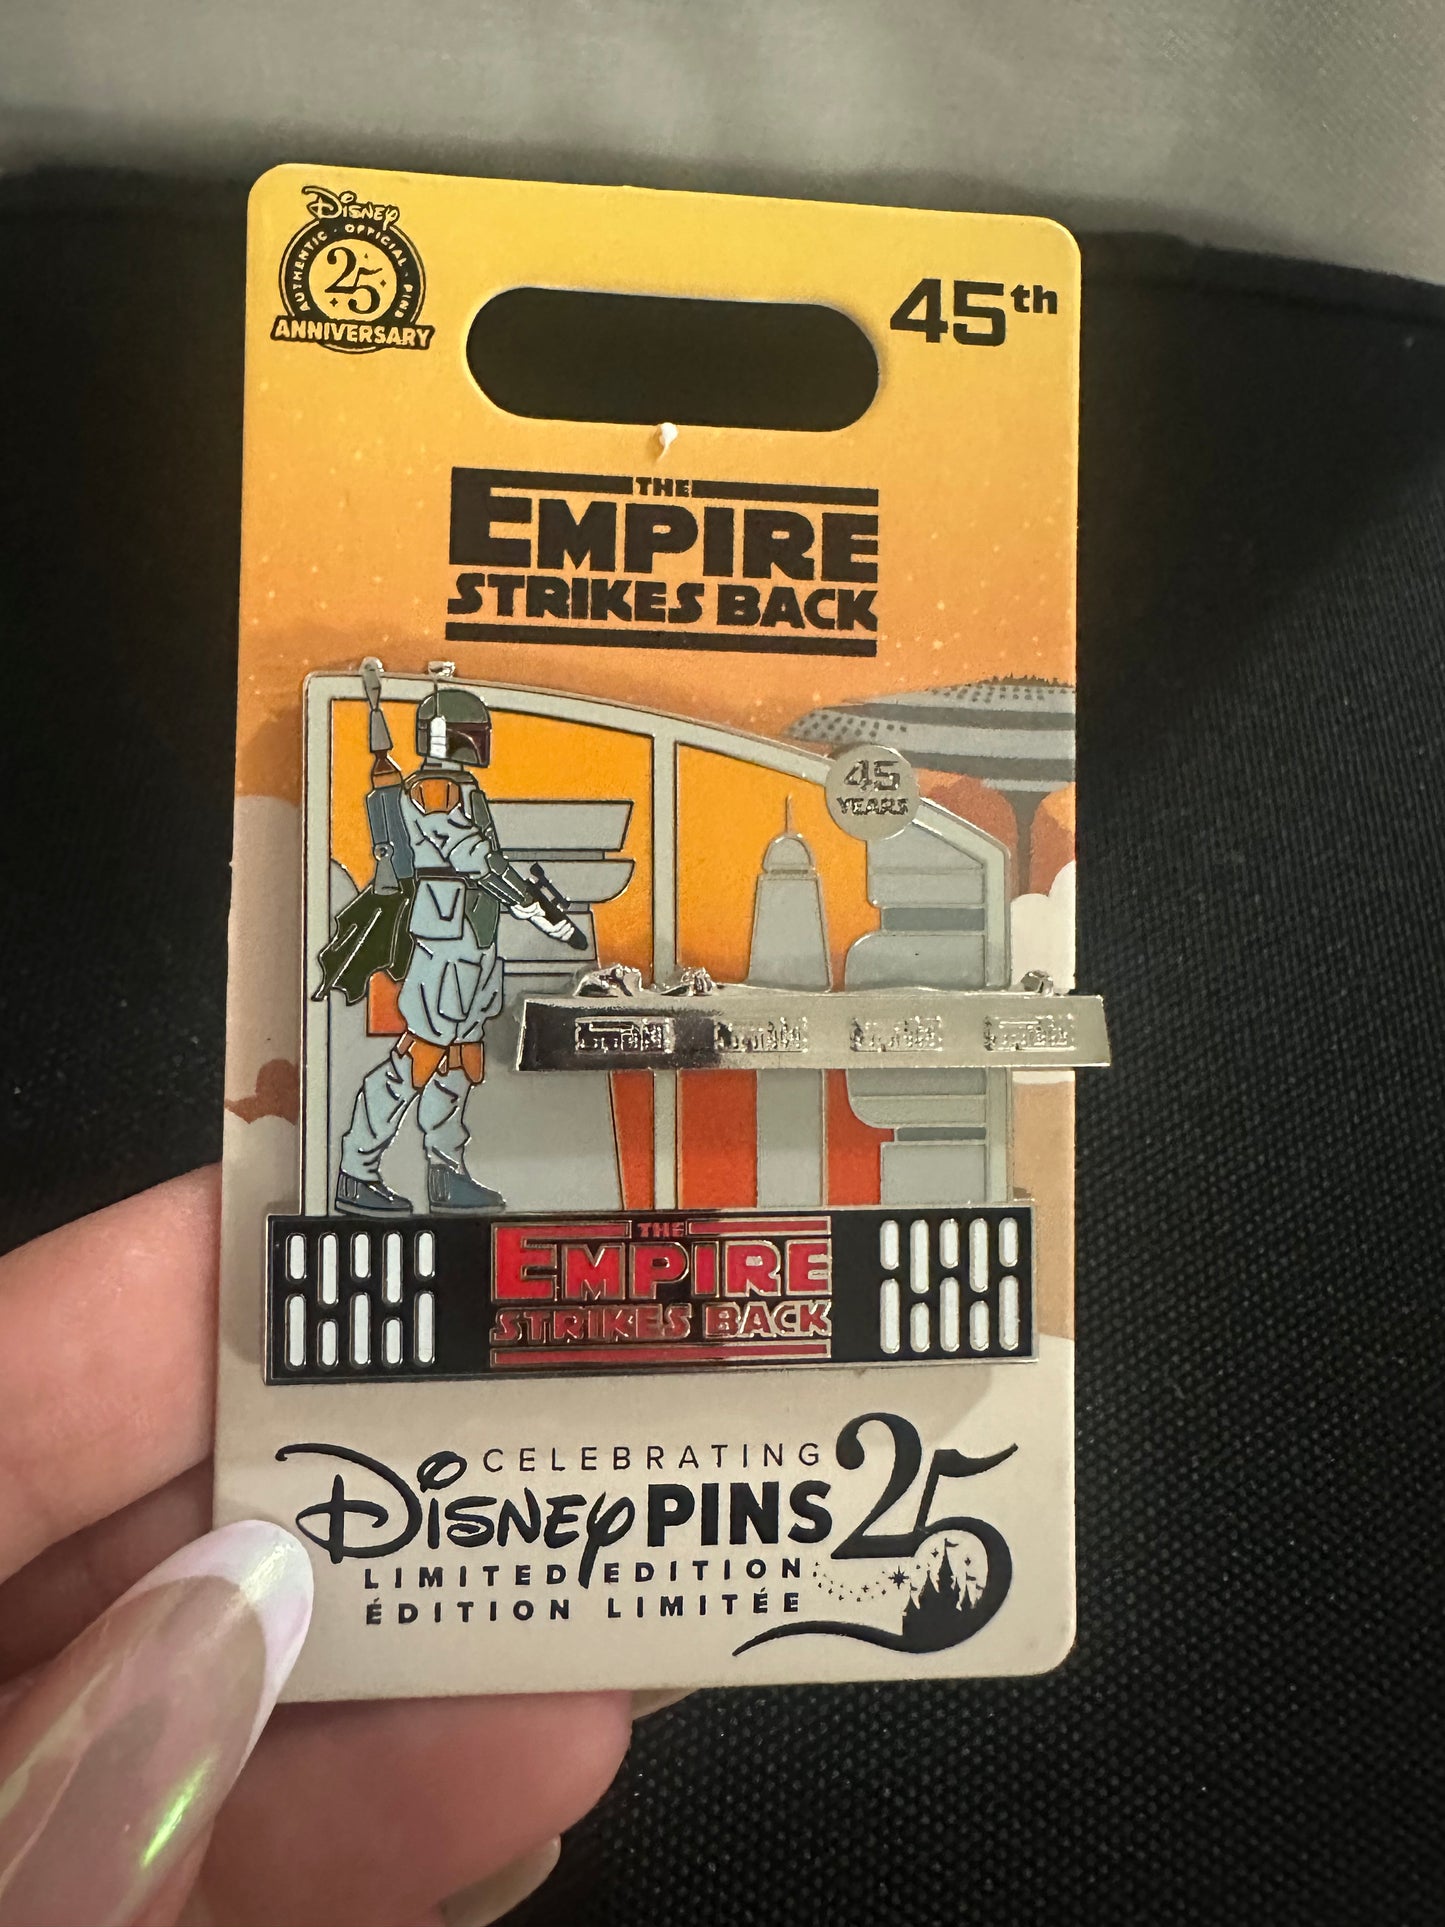 Disney
AUTHENTIC · OFFICIAL · PINS
25
ANNIVERSARY
45th
THE
EMPIRE
STRIKES BACK
45
YEARS
THE
EMPIRE
STRIKES BACK
CELEBRATING
Disney PINS 25
LIMITED EDITION
ÉDITION LIMITÉE